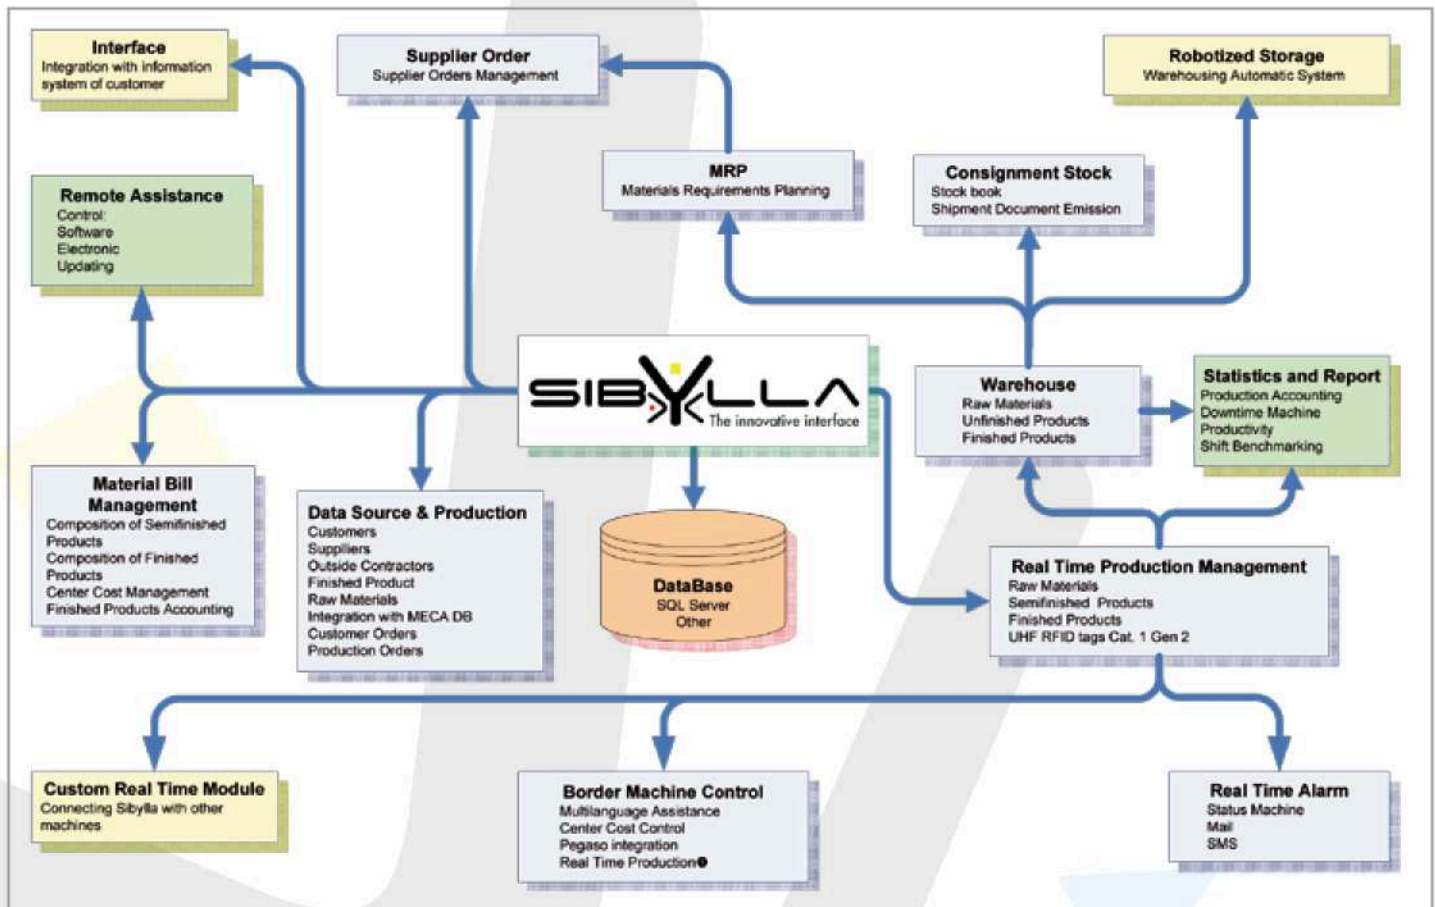 Interface
Integration with information
system of customer
Supplier Order
Supplier Orders Management
Robotized Storage
Warehousing Automatic System
MRP
Materials Requirements Planning
Consignment Stock
Stock book
Shipment Document Emission
Remote Assistance
Control:
Software
Electronic
Updating
SIBYLLA
The innovative interface
Warehouse
Raw Materials
Unfinished Products
Finished Products
Statistics and Report
Production Accounting
Downtime Machine
Productivity
Shift Benchmarking
Material Bill
Management
Composition of Semifinished
Products
Composition of Finished
Products
Center Cost Management
Finished Products Accounting
Data Source & Production
Customers
Suppliers
Outside Contractors
Finished Product
Raw Materials
Integration with MECA DB
Customer Orders
Production Orders
DataBase
SQL Server
Other
Real Time Production Management
Raw Materials
Semifinished Products
Finished Products
UHF RFID tags Cat. 1 Gen 2
Custom Real Time Module
Connecting Sibylla with other
machines
Border Machine Control
Multilanguage Assistance
Center Cost Control
Pegaso integration
Real Time Production❶
Real Time Alarm
Status Machine
Mail
SMS